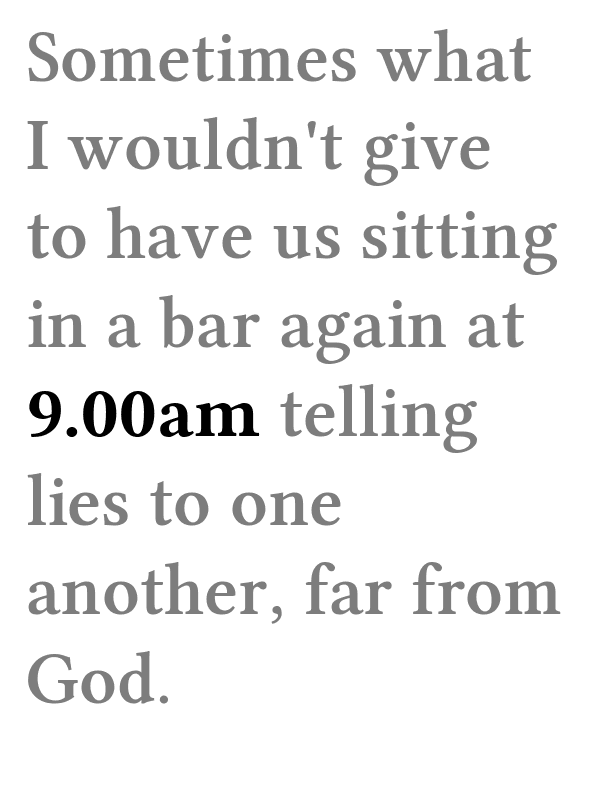 Sometimes what
I wouldn't give
to have us sitting
in a bar again at
9.00am telling
lies to one
another, far from
God.